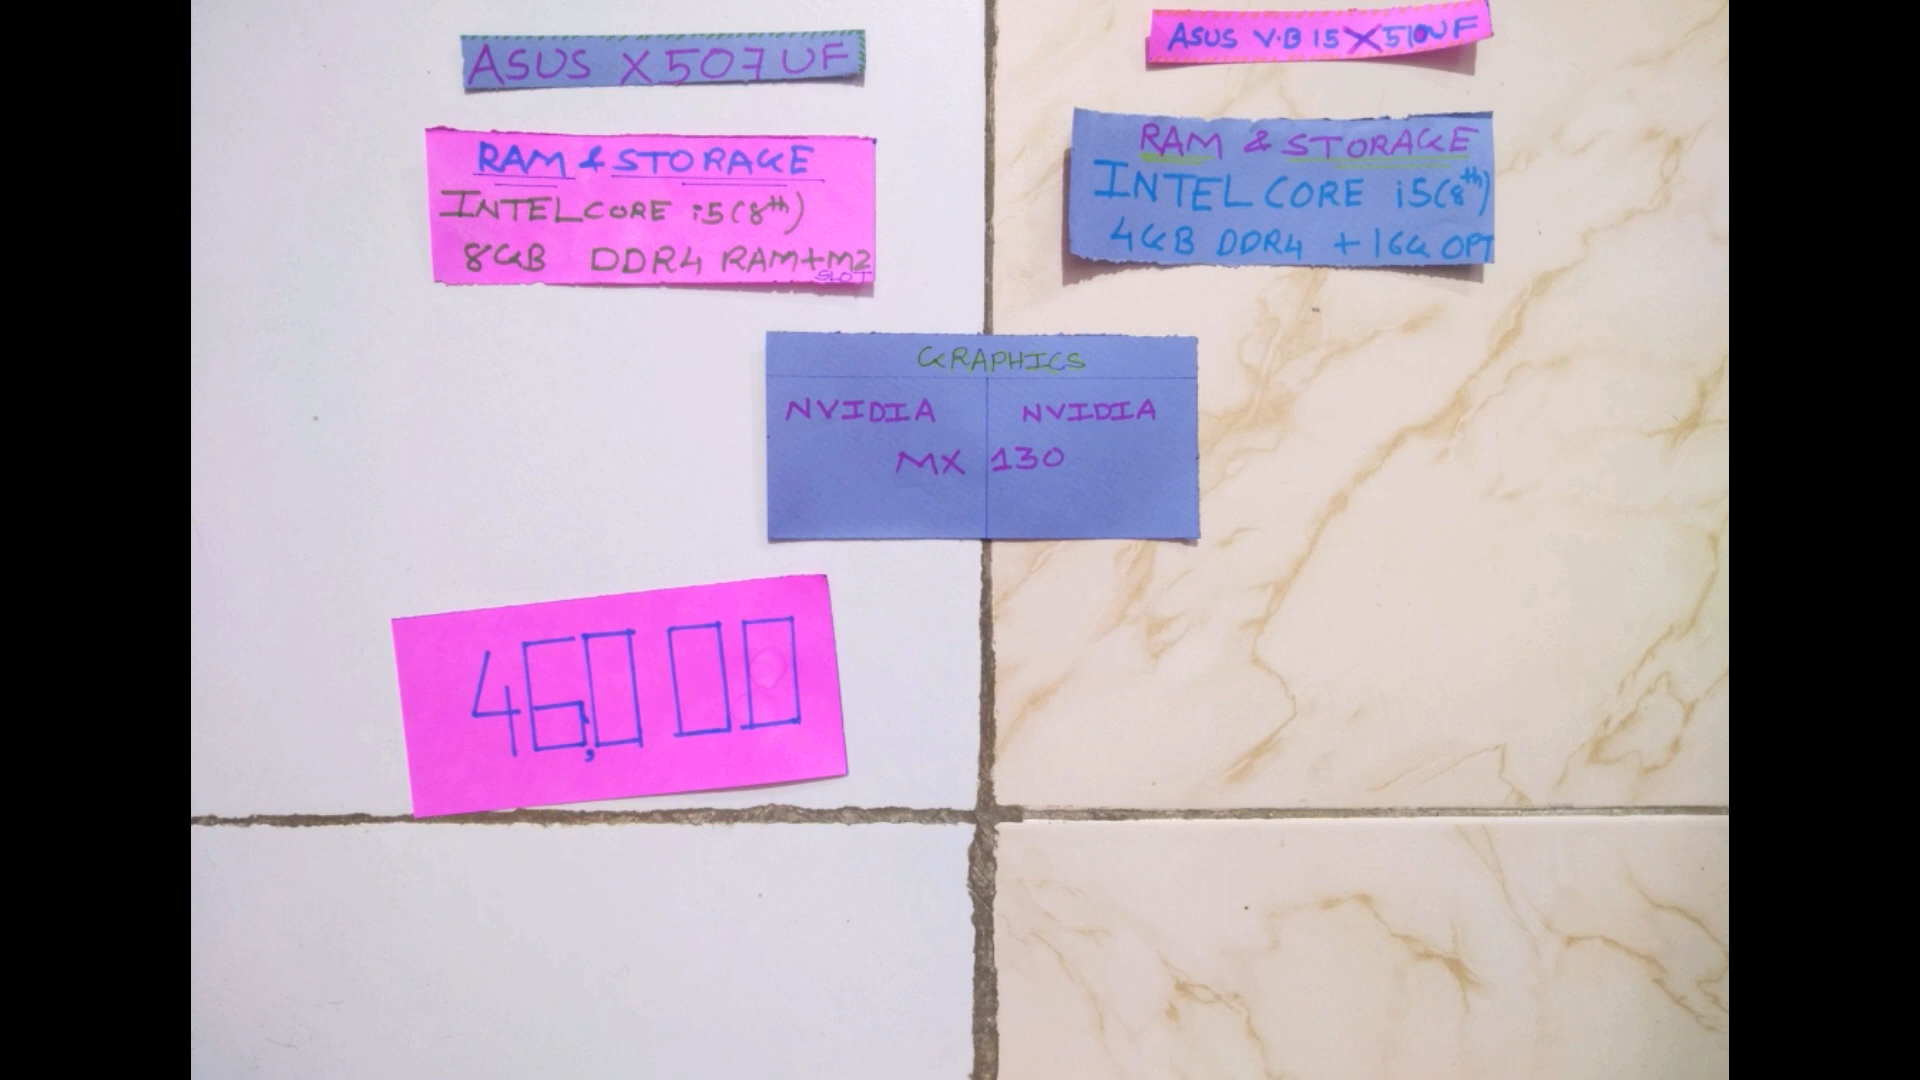 ASUS X507UF
ASUS V.B 15 X510UF
RAM & STORAGE
INTEL CORE i5(8th)
8GB DDR4 RAM+M2
SLOT
RAM & STORAGE
INTEL CORE i5(8th)
4GB DDR4 +16G OPT
GRAPHICS
NVIDIA NVIDIA
MX 130
46,000